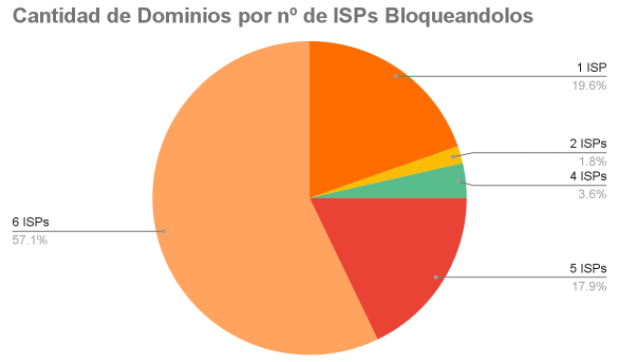 Cantidad de Dominios por nº de ISPs Bloqueandolos
1 ISP
19.6%
2 ISPs
1.8%
4 ISPs
3.6%
6 ISPs
57.1%
5 ISPs
17.9%